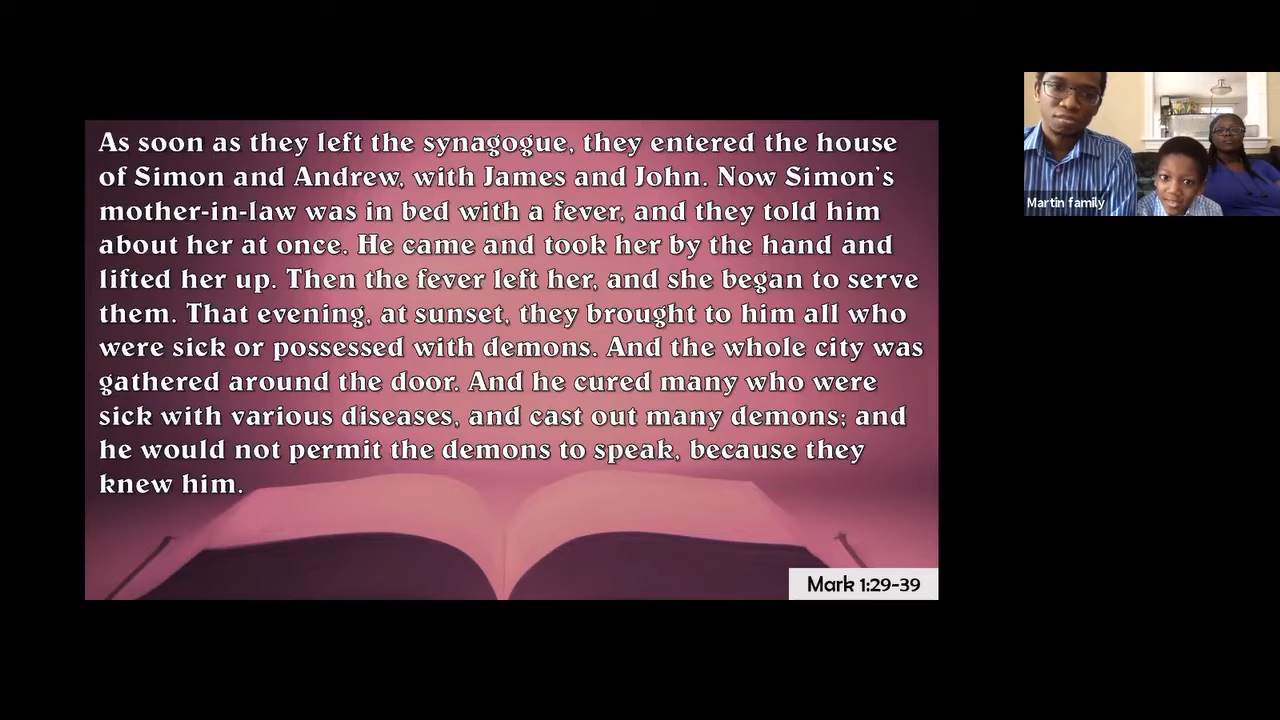 As soon as they left the synagogue, they entered the house
of Simon and Andrew, with James and John. Now Simon's
mother-in-law was in bed with a fever, and they told him
about her at once. He came and took her by the hand and
lifted her up. Then the fever left her, and she began to serve
them. That evening, at sunset, they brought to him all who
were sick or possessed with demons. And the whole city was
gathered around the door. And he cured many who were
sick with various diseases, and cast out many demons; and
he would not permit the demons to speak, because they
knew him.
Mark 1:29-39
Martin family